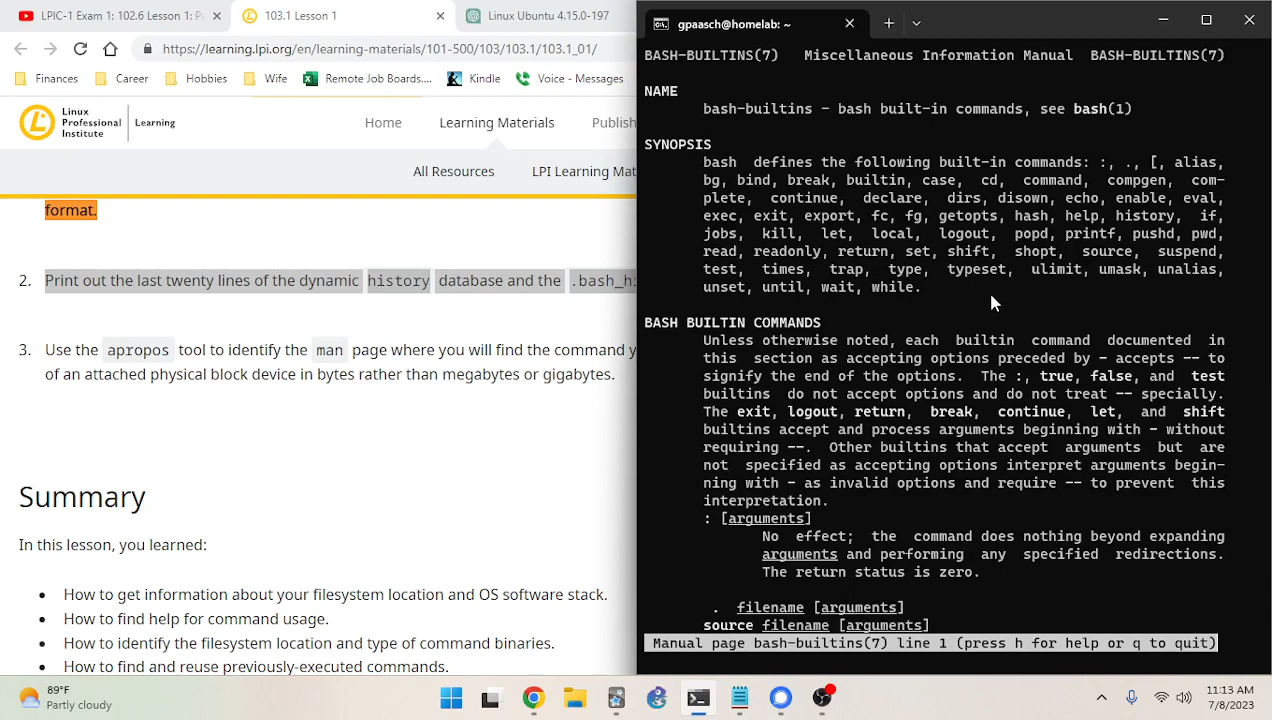 LPIC-1 Exam 1: 102.6 Lesson 1: Pa
103.1 Lesson 1
Linux Ubuntu 4.15.0-197
https://learning.lpi.org/en/learning-materials/101-500/103/103.1/103.1_01/
Finances
Career
Hobbies
Wife
Remote Job Boards....
Kindle
Voice - Messages
Linux
Professional
Institute
Learning
Home
Learning Materials
Publish
All Resources
LPI Learning Mat
format.
2. Print out the last twenty lines of the dynamic history database and the .bash_hi
3. Use the apropos tool to identify the man page where you will find the command y
of an attached physical block device in bytes rather than megabytes or gigabytes.
Summary
In this lesson, you learned:
• How to get information about your filesystem location and OS software stack.
• How to find help for command usage.
• How to identify the filesystem location and type of command binaries.
• How to find and reuse previously-executed commands.
gpaasch@homelab: ~
BASH-BUILTINS(7) Miscellaneous Information Manual BASH-BUILTINS(7)
NAME
bash-builtins - bash built-in commands, see bash(1)
SYNOPSIS
bash defines the following built-in commands: :, ., [, alias,
bg, bind, break, builtin, case, cd, command, compgen, com-
plete, continue, declare, dirs, disown, echo, enable, eval,
exec, exit, export, fc, fg, getopts, hash, help, history, if,
jobs, kill, let, local, logout, popd, printf, pushd, pwd,
read, readonly, return, set, shift, shopt, source, suspend,
test, times, trap, type, typeset, ulimit, umask, unalias,
unset, until, wait, while.
BASH BUILTIN COMMANDS
Unless otherwise noted, each builtin command documented in
this section as accepting options preceded by - accepts -- to
signify the end of the options. The :, true, false, and test
builtins do not accept options and do not treat -- specially.
The exit, logout, return, break, continue, let, and shift
builtins accept and process arguments beginning with - without
requiring --. Other builtins that accept arguments but are
not specified as accepting options interpret arguments begin-
ning with - as invalid options and require -- to prevent this
interpretation.
: [arguments]
No effect; the command does nothing beyond expanding
arguments and performing any specified redirections.
The return status is zero.
. filename [arguments]
source filename [arguments]
Manual page bash-builtins(7) line 1 (press h for help or q to quit)
89°F
Partly cloudy
11:13 AM
7/8/2023